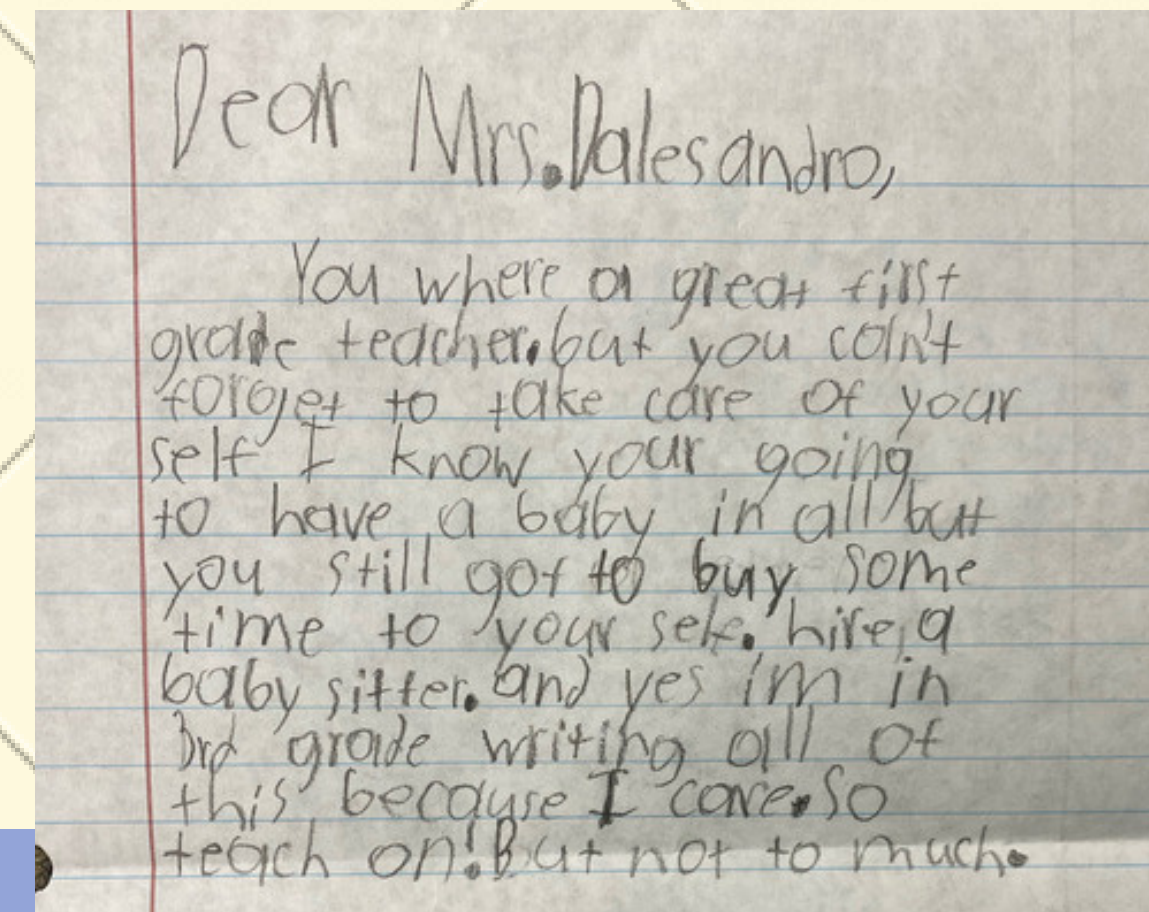 Dear Mrs. Dalesandro,
You where a great first
grade teacher. but you can't
forget to take care of your
self I know your going
to have a baby in all but
you still got to buy some
time to your self. hire a
baby sitter. and yes im in
3rd grade writing all of
this because I care. So
teach on! But not to much.